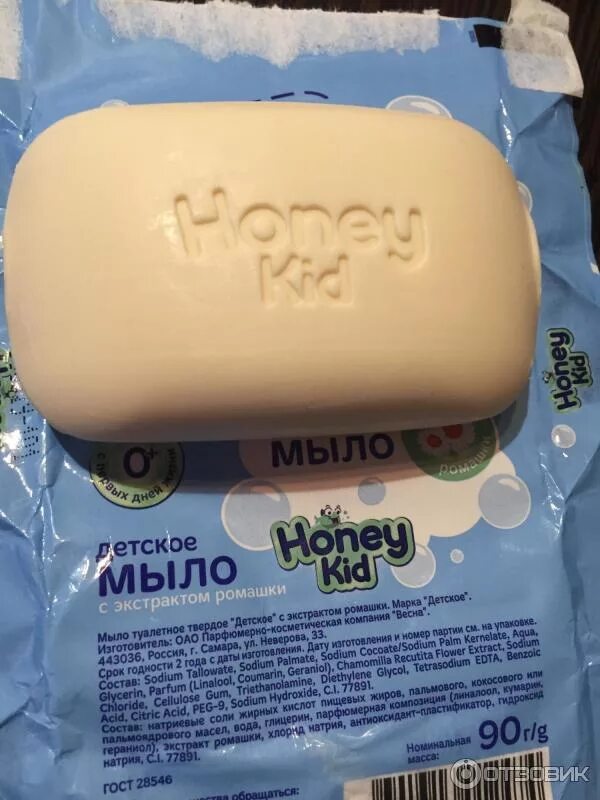 Honey
Kid
Honey
Kid
0+
с первых дней жизни
МЫЛО
ромашки
детское
МЫЛО
с экстрактом ромашки
Honey
Kid
Мыло туалетное твердое "Детское" с экстрактом ромашки. Марка "Детское".
Изготовитель: ОАО Парфюмерно-косметическая компания "Весна".
443036, Россия, г. Самара, ул. Неверова, 33.
Срок годности 2 года с даты изготовления. Дату изготовления и номер партии см. на упаковке.
Состав: Sodium Tallowate, Sodium Palmate, Sodium Cocoate/Sodium Palm Kernelate, Aqua,
Glycerin, Parfum (Linalool, Coumarin, Geraniol), Chamomilla Recutita Flower Extract, Sodium
Chloride, Cellulose Gum, Triethanolamine, Diethylene Glycol, Tetrasodium EDTA, Benzoic
Acid, Citric Acid, PEG-9, Sodium Hydroxide, C.I. 77891.
Состав: натриевые соли жирных кислот пищевых жиров, пальмового, кокосового или
пальмоядрового масел, вода, глицерин, парфюмерная композиция (линалоол, кумарин,
гераниол), экстракт ромашки, хлорид натрия, антиоксидант-пластификатор, гидроксид
натрия, C.I. 77891.
Номинальная
масса:
90 г/g
ГОСТ 28546
качества обращаться:
ОТЗОВИК